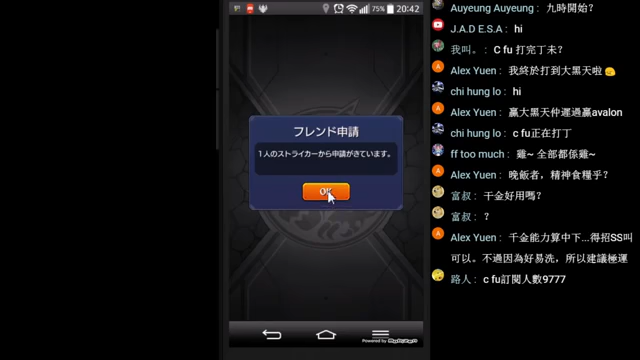 75% 20:42
フレンド申請
1人のストライカーから申請がきています。
OK
Powered by
Auyeung Auyeung : 九時開始？
J.A.D E.S.A : hi
我叫。 : C fu 打完丁未?
Alex Yuen : 我終於打到大黑天啦
chi hung lo : hi
Alex Yuen : 贏大黑天仲遲過贏avalon
chi hung lo : c fu正在打丁
ff too much : 雞~ 全部都係雞~
Alex Yuen : 晚飯者，精神食糧乎?
富叔 : 干金好用嗎？
富叔 : ？
Alex Yuen : 千金能力算中下...得招SS叫
可以。不過因為好易洗，所以建議極運
路人 : c fu訂閱人數9777